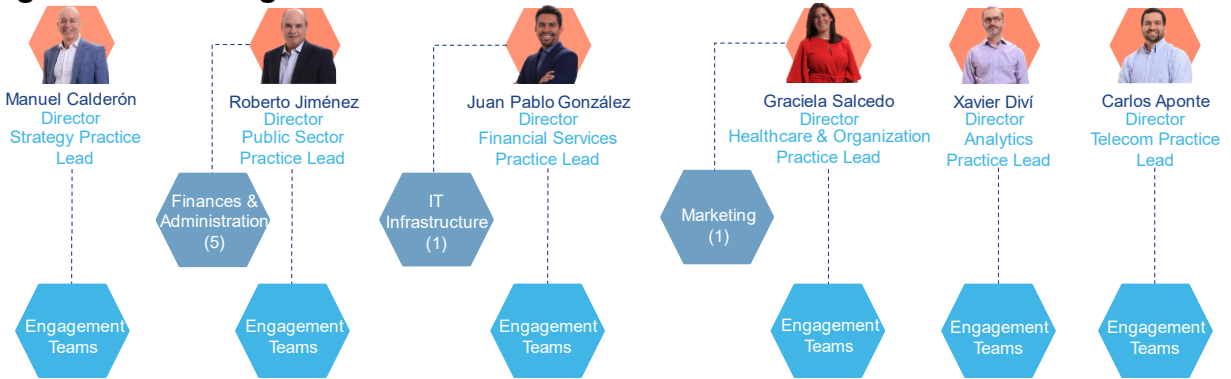 Manuel Calderón
Director
Strategy Practice
Lead
Roberto Jiménez
Director
Public Sector
Practice Lead
Juan Pablo González
Director
Financial Services
Practice Lead
Graciela Salcedo
Director
Healthcare & Organization
Practice Lead
Xavier Diví
Director
Analytics
Practice Lead
Carlos Aponte
Director
Telecom Practice
Lead
Finances &
Administration
(5)
IT
Infrastructure
(1)
Marketing
(1)
Engagement
Teams
Engagement
Teams
Engagement
Teams
Engagement
Teams
Engagement
Teams
Engagement
Teams